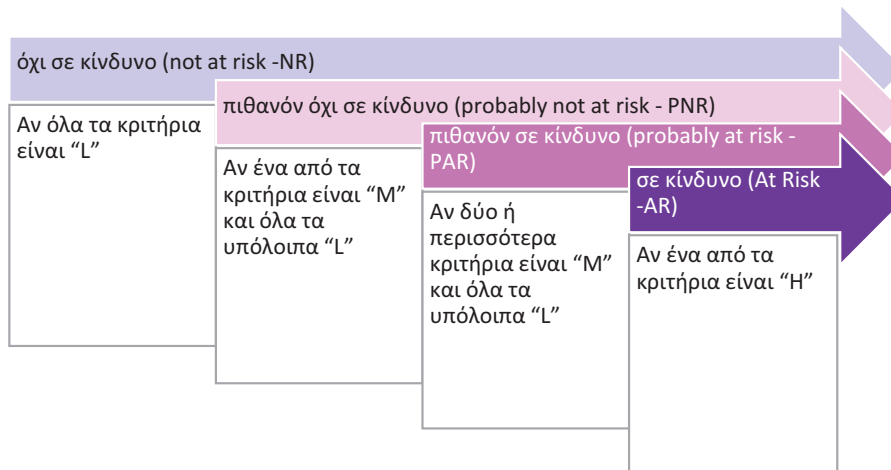 όχι σε κίνδυνο (not at risk -NR)
Αν όλα τα κριτήρια
είναι “L”
πιθανόν όχι σε κίνδυνο (probably not at risk - PNR)
Αν ένα από τα
κριτήρια είναι “M”
και όλα τα
υπόλοιπα “L”
πιθανόν σε κίνδυνο (probably at risk -
PAR)
Αν δύο ή
περισσότερα
κριτήρια είναι “M”
και όλα τα
υπόλοιπα “L”
σε κίνδυνο (At Risk
-AR)
Αν ένα από τα
κριτήρια είναι “H”